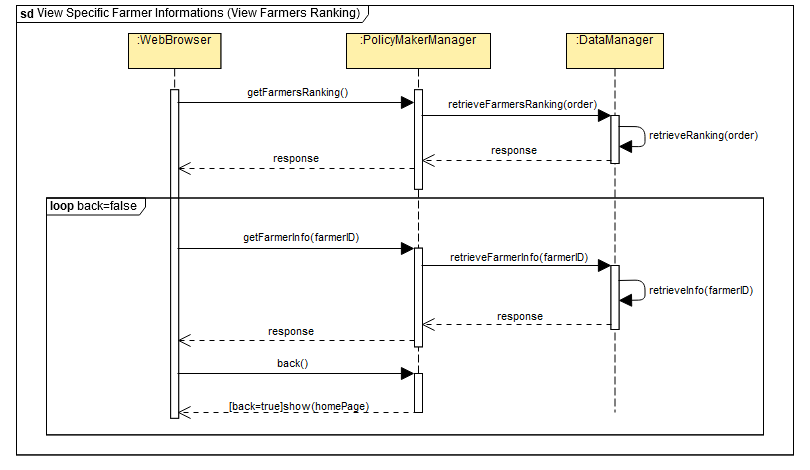 sd View Specific Farmer Informations (View Farmers Ranking)
:WebBrowser
:PolicyMakerManager
:DataManager
getFarmersRanking()
retrieveFarmersRanking(order)
retrieveRanking(order)
response
response
loop back=false
getFarmerInfo(farmerID)
retrieveFarmerInfo(farmerID)
retrieveInfo(farmerID)
response
response
back()
[back=true]show(homePage)